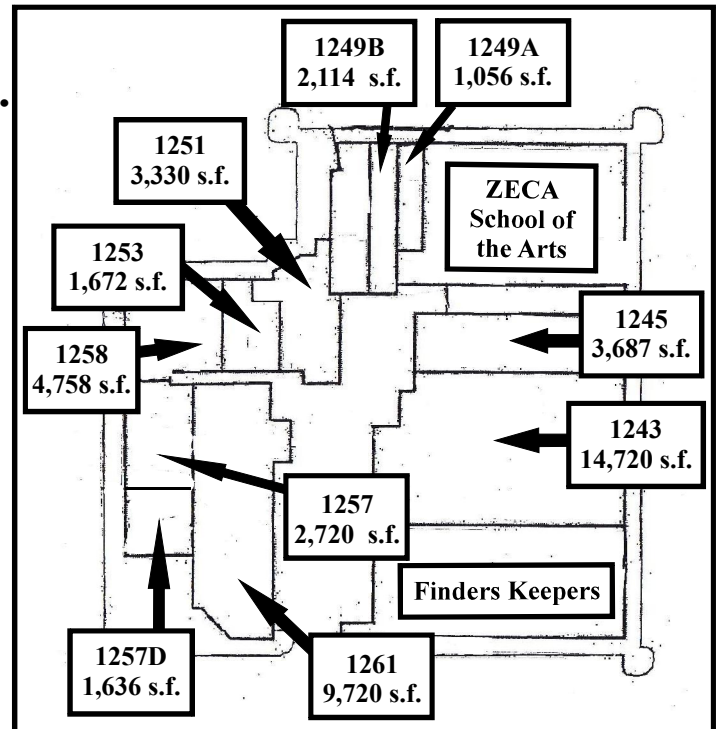 1249B
2,114 s.f.
1249A
1,056 s.f.
1251
3,330 s.f.
ZECA
School of
the Arts
1253
1,672 s.f.
1245
3,687 s.f.
1258
4,758 s.f.
1243
14,720 s.f.
1257
2,720 s.f.
Finders Keepers
1257D
1,636 s.f.
1261
9,720 s.f.